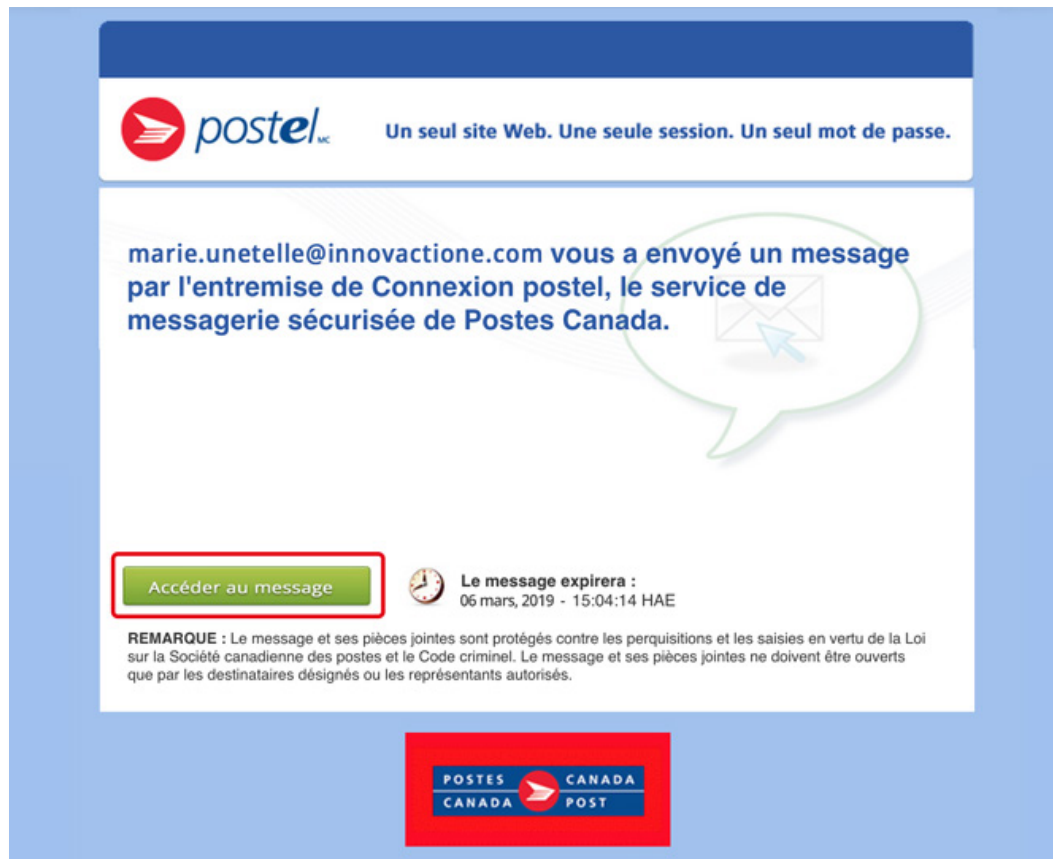 postel MC
Un seul site Web. Une seule session. Un seul mot de passe.
marie.unetelle@innovactione.com vous a envoyé un message
par l'entremise de Connexion postel, le service de
messagerie sécurisée de Postes Canada.
Accéder au message
Le message expirera :
06 mars, 2019 - 15:04:14 HAE
REMARQUE : Le message et ses pièces jointes sont protégés contre les perquisitions et les saisies en vertu de la Loi
sur la Société canadienne des postes et le Code criminel. Le message et ses pièces jointes ne doivent être ouverts
que par les destinataires désignés ou les représentants autorisés.
POSTES CANADA
CANADA POST